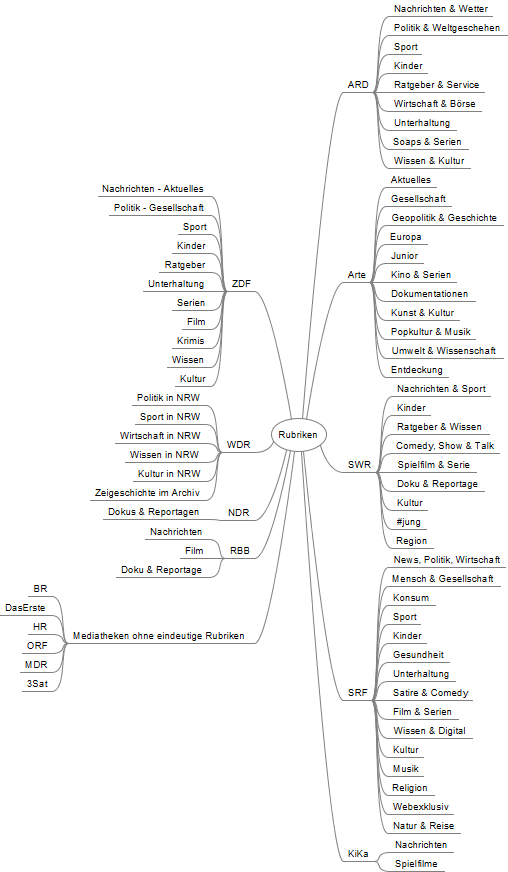 Rubriken
ARD
Nachrichten & Wetter
Politik & Weltgeschehen
Sport
Kinder
Ratgeber & Service
Wirtschaft & Börse
Unterhaltung
Soaps & Serien
Wissen & Kultur
Arte
Aktuelles
Gesellschaft
Geopolitik & Geschichte
Europa
Junior
Kino & Serien
Dokumentationen
Kunst & Kultur
Popkultur & Musik
Umwelt & Wissenschaft
Entdeckung
SWR
Nachrichten & Sport
Kinder
Ratgeber & Wissen
Comedy, Show & Talk
Spielfilm & Serie
Doku & Reportage
Kultur
#jung
Region
SRF
News, Politik, Wirtschaft
Mensch & Gesellschaft
Konsum
Sport
Kinder
Gesundheit
Unterhaltung
Satire & Comedy
Film & Serien
Wissen & Digital
Kultur
Musik
Religion
Webexklusiv
Natur & Reise
KiKa
Nachrichten
Spielfilme
ZDF
Nachrichten - Aktuelles
Politik - Gesellschaft
Sport
Kinder
Ratgeber
Unterhaltung
Serien
Film
Krimis
Wissen
Kultur
WDR
Politik in NRW
Sport in NRW
Wirtschaft in NRW
Wissen in NRW
Kultur in NRW
Zeigeschichte im Archiv
NDR
Dokus & Reportagen
RBB
Nachrichten
Film
Doku & Reportage
Mediatheken ohne eindeutige Rubriken
BR
DasErste
HR
ORF
MDR
3Sat